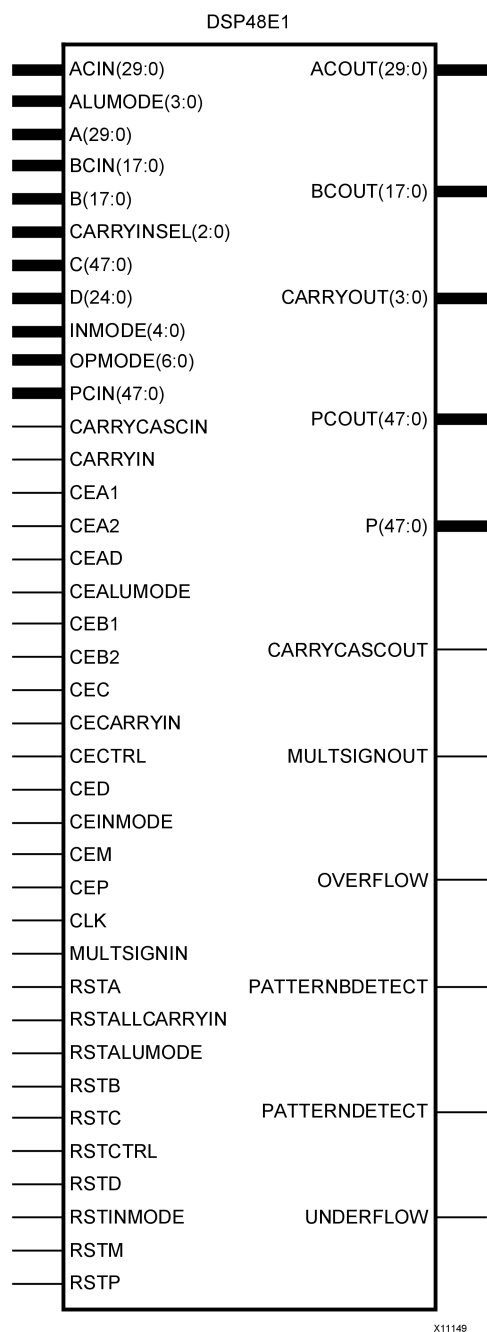 DSP48E1
ACIN(29:0)
ACOUT(29:0)
ALUMODE(3:0)
A(29:0)
BCIN(17:0)
BCOUT(17:0)
B(17:0)
CARRYINSEL(2:0)
C(47:0)
D(24:0)
CARRYOUT(3:0)
INMODE(4:0)
OPMODE(6:0)
PCIN(47:0)
PCOUT(47:0)
CARRYCASCIN
CARRYIN
CEA1
CEA2
P(47:0)
CEAD
CEALUMODE
CEB1
CEB2
CARRYCASCOUT
CEC
CECARRYIN
CECTRL
MULTSIGNOUT
CED
CEINMODE
CEM
CEP
OVERFLOW
CLK
MULTSIGNIN
RSTA
PATTERNBDETECT
RSTALLCARRYIN
RSTALUMODE
RSTB
RSTC
PATTERNDETECT
RSTCTRL
RSTD
RSTINMODE
UNDERFLOW
RSTM
RSTP
X11149